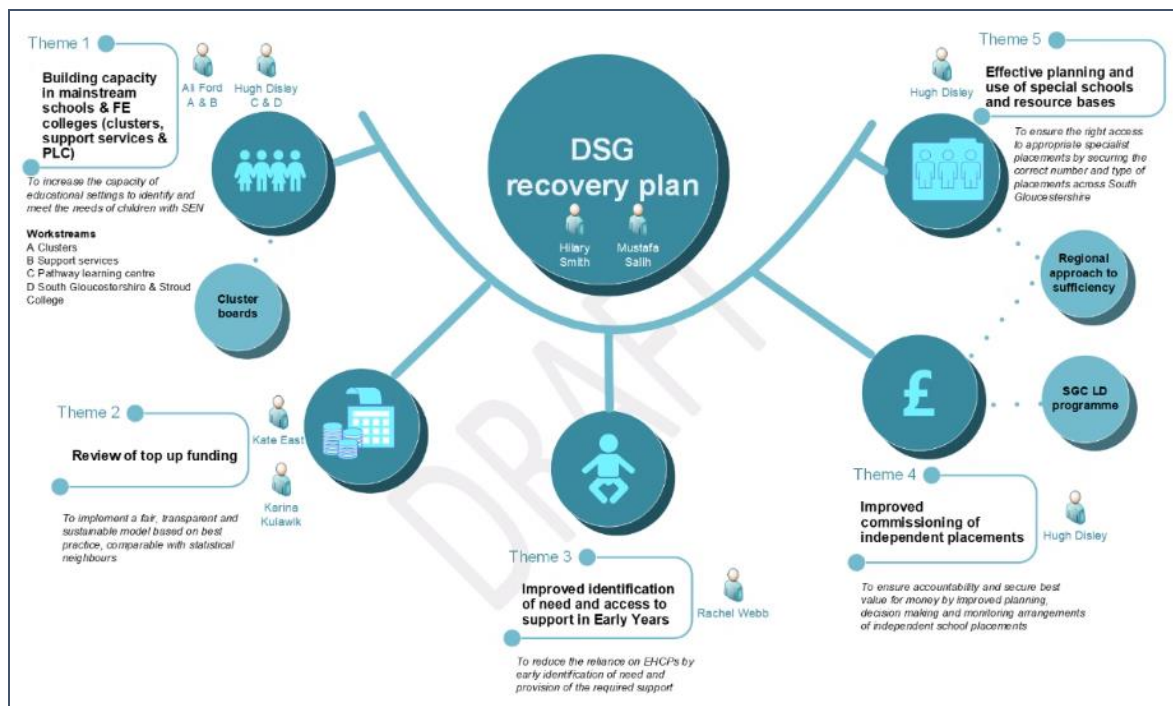 Theme 1
Building capacity
in mainstream
schools & FE
colleges (clusters,
support services &
PLC)
Ali Ford
A & B
Hugh Disley
C & D
To increase the capacity of
educational settings to identify and
meet the needs of children with SEN
Workstreams
A Clusters
B Support services
C Pathway learning centre
D South Gloucestershire & Stroud
College
Cluster
boards
DSG
recovery plan
Hilary
Smith
Mustafa
Salih
Theme 5
Hugh Disley
Effective planning and
use of special schools
and resource bases
To ensure the right access
to appropriate specialist
placements by securing the
correct number and type of
placements across South
Gloucestershire
Regional
approach to
sufficiency
£
SGC LD
programme
Theme 2
Review of top up funding
Kate East
Karina
Kulawik
To implement a fair, transparent and
sustainable model based on best
practice, comparable with statistical
neighbours
Theme 3
Improved identification
of need and access to
support in Early Years
Rachel Webb
To reduce the reliance on EHCPs by
early identification of need and
provision of the required support
Theme 4
Improved
commissioning of
independent placements
Hugh Disley
To ensure accountability and secure best
value for money by improved planning,
decision making and monitoring arrangements
of independent school placements
DRAFT